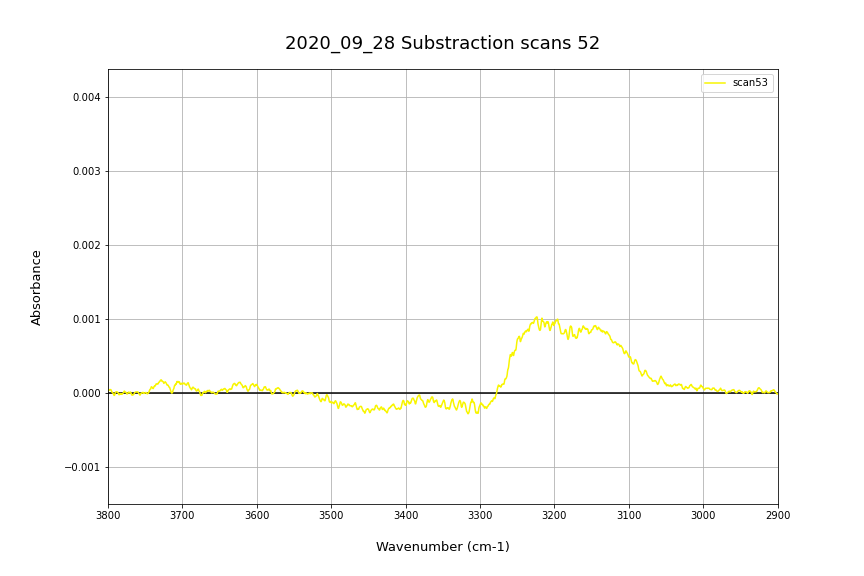 2020_09_28 Substraction scans 52
scan53
0.004
0.003
0.002
0.001
0.000
−0.001
Absorbance
3800 3700 3600 3500 3400 3300 3200 3100 3000 2900
Wavenumber (cm-1)